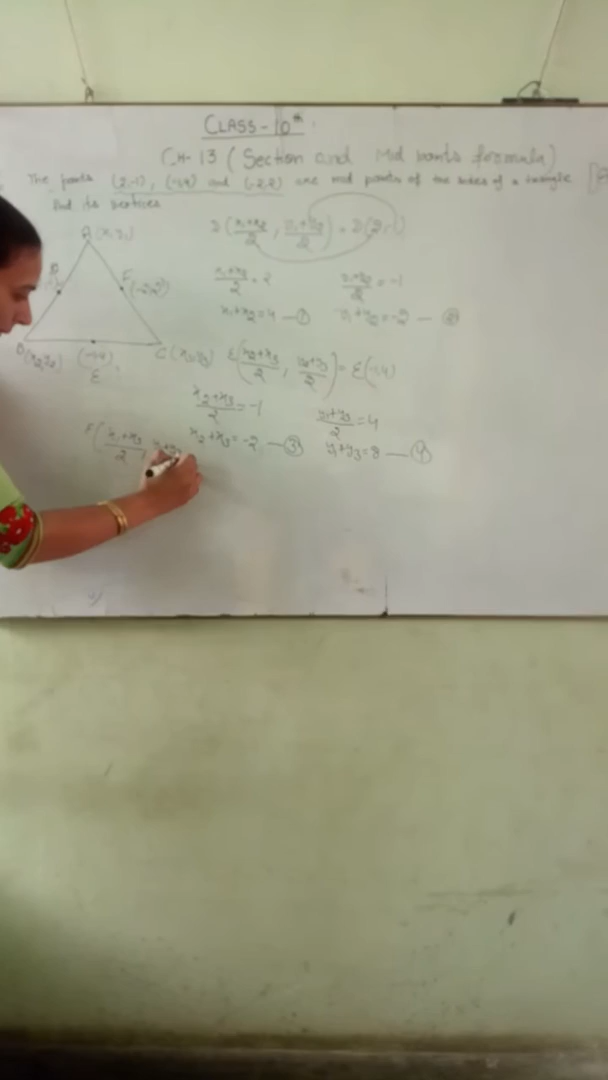 CLASS-10th
CH-13 (Section and Mid points formula)
The points (2,-1), (-1,4) and (-2,2) are mid points of the sides of a triangle
find its vertices
A (x₁,y₁)
D
F (-2,2)
B(x₂,y₂)
(-1,4)
E
C (x₃,y₃)
D(x₁+x₂/2, y₁+y₂/2) = D(2,-1)
x₁+x₂/2 = 2
y₁+y₂/2 = -1
x₁+x₂=4 — ①
y₁+y₂=-2 — ②
E(x₂+x₃/2, y₂+y₃/2) = E(-1,4)
x₂+x₃/2 = -1
y₁+y₃/2 = 4
x₂+x₃=-2 — ③
y₁+y₃=8 — ④
F(x₁+x₃/2,